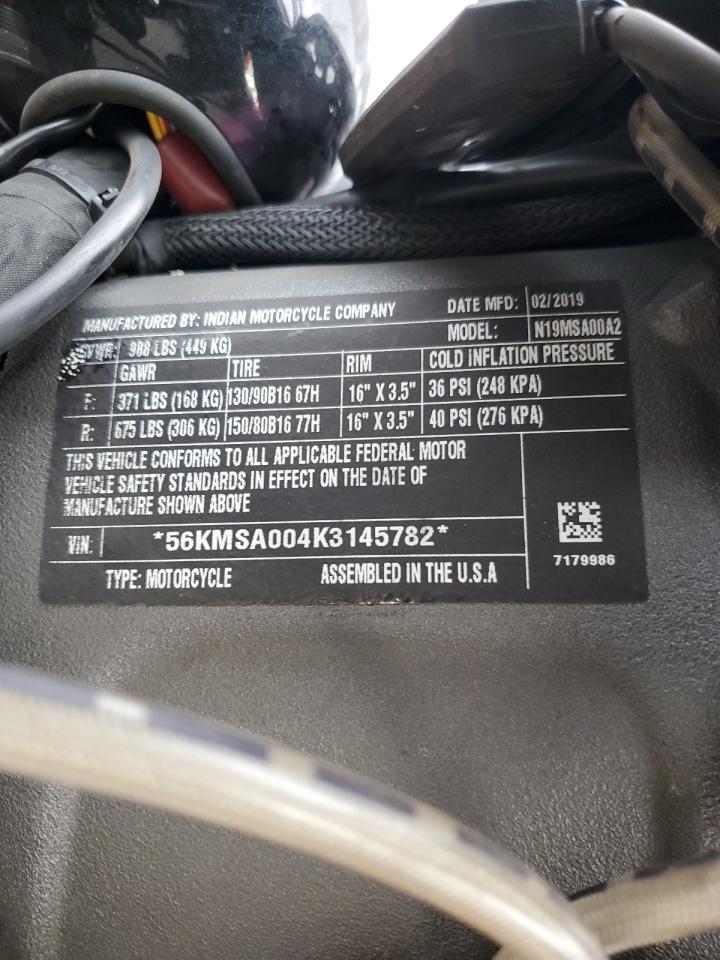 MANUFACTURED BY: INDIAN MOTORCYCLE COMPANY DATE MFD: 02/2019
GVWR: 988 LBS (449 KG) MODEL: N19MSA00A2
GAWR TIRE RIM COLD INFLATION PRESSURE
F: 371 LBS (168 KG) 130/90B16 67H 16" X 3.5" 36 PSI (248 KPA)
R: 675 LBS (306 KG) 150/80B16 77H 16" X 3.5" 40 PSI (276 KPA)
THIS VEHICLE CONFORMS TO ALL APPLICABLE FEDERAL MOTOR
VEHICLE SAFETY STANDARDS IN EFFECT ON THE DATE OF
MANUFACTURE SHOWN ABOVE
VIN: *56KMSA004K3145782*
7179986
TYPE: MOTORCYCLE ASSEMBLED IN THE U.S.A